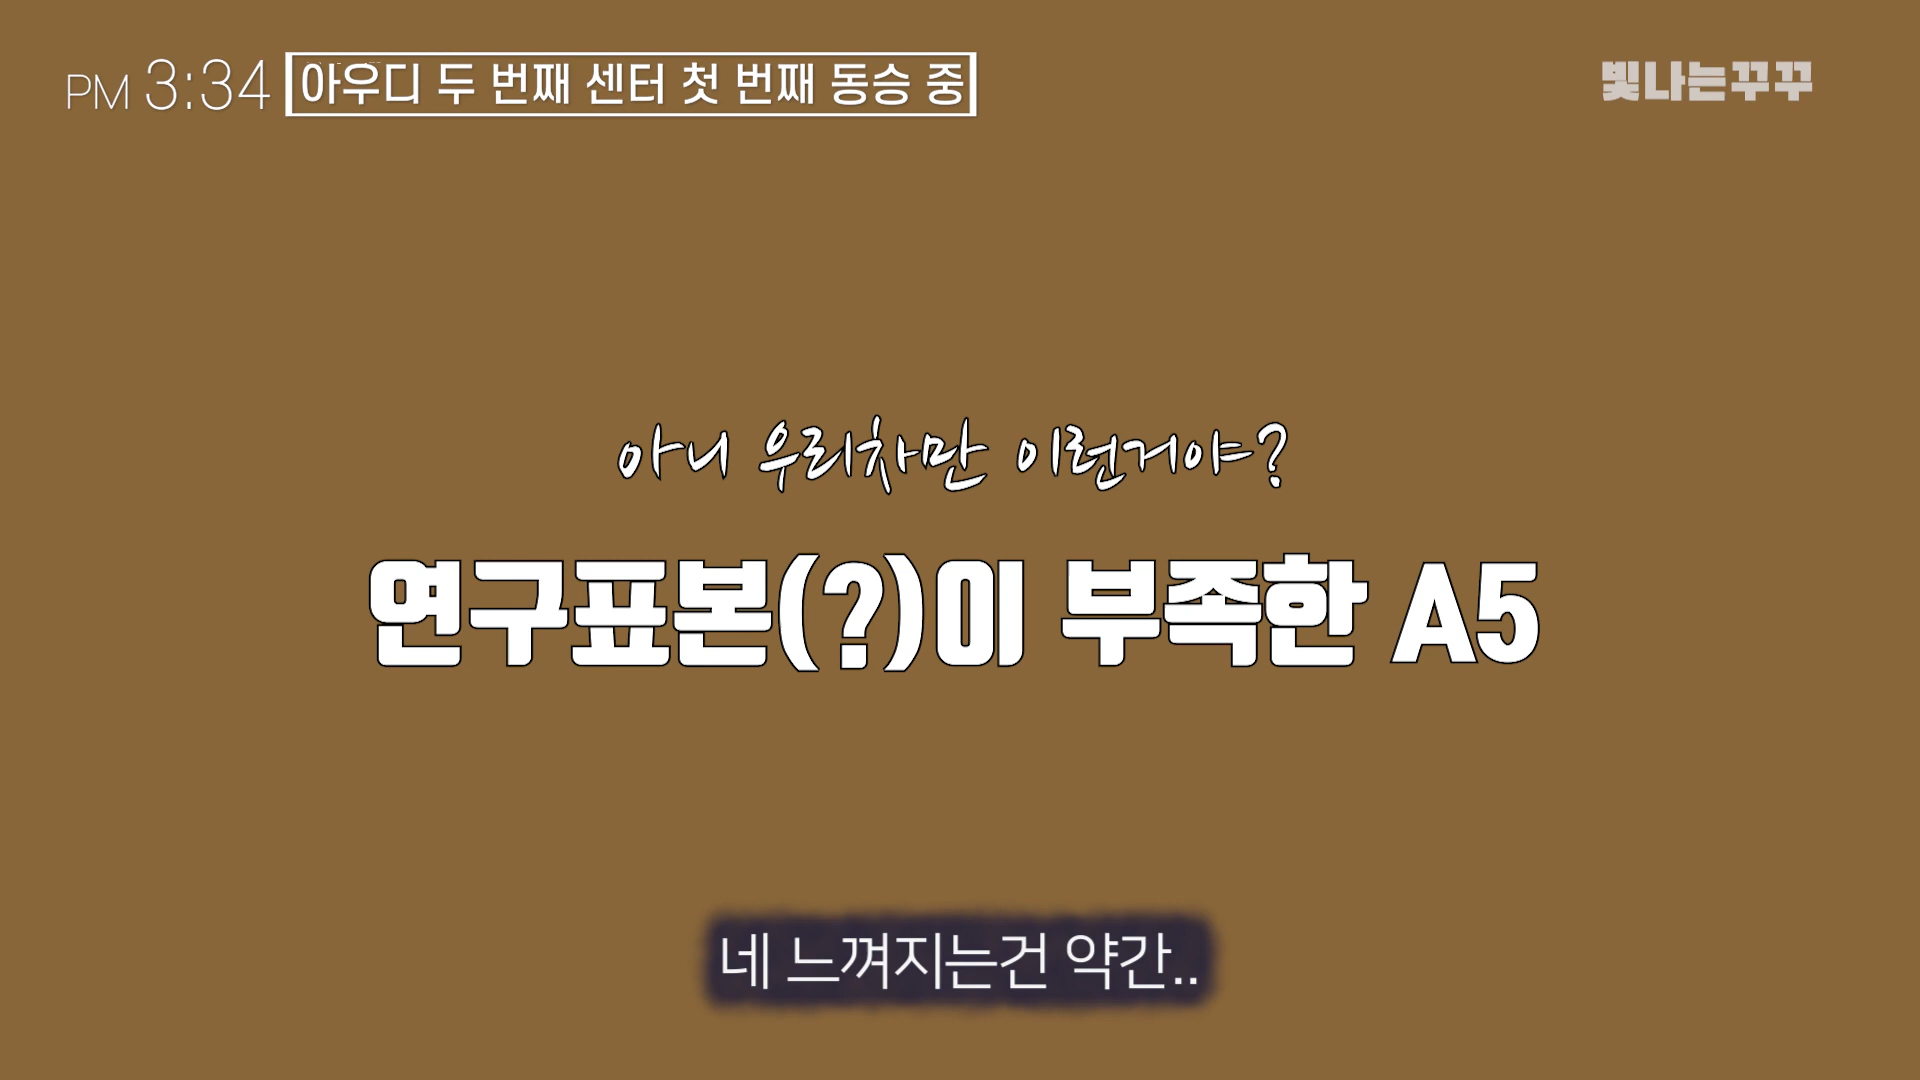 PM 3:34 아우디 두 번째 센터 첫 번째 동승 중
빛나는꾸꾸
아니 우리차만 이런거야?
연구표본(?)이 부족한 A5
네 느껴지는건 약간..